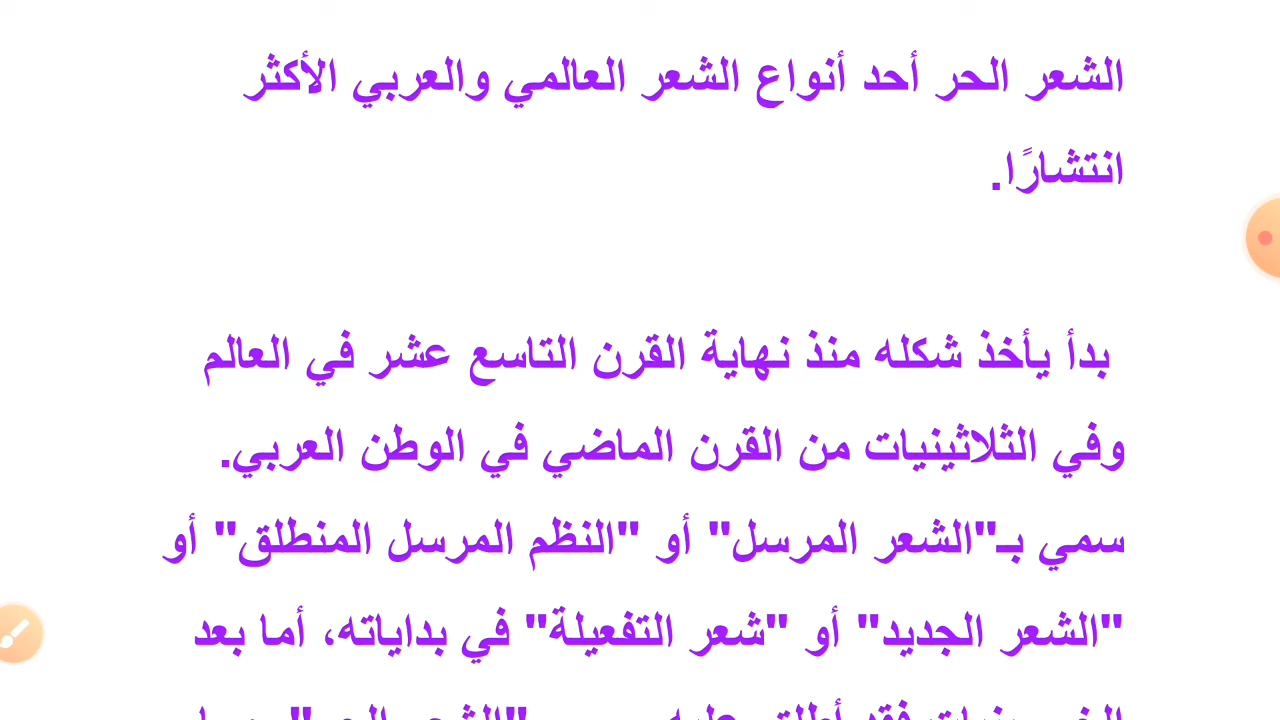 الشعر الحر أحد أنواع الشعر العالمي والعربي الأكثر
انتشارًا.
بدأ يأخذ شكله منذ نهاية القرن التاسع عشر في العالم
وفي الثلاثينيات من القرن الماضي في الوطن العربي.
سمي بـ"الشعر المرسل" أو "النظم المرسل المنطلق" أو
"الشعر الجديد" أو "شعر التفعيلة" في بداياته، أما بعد